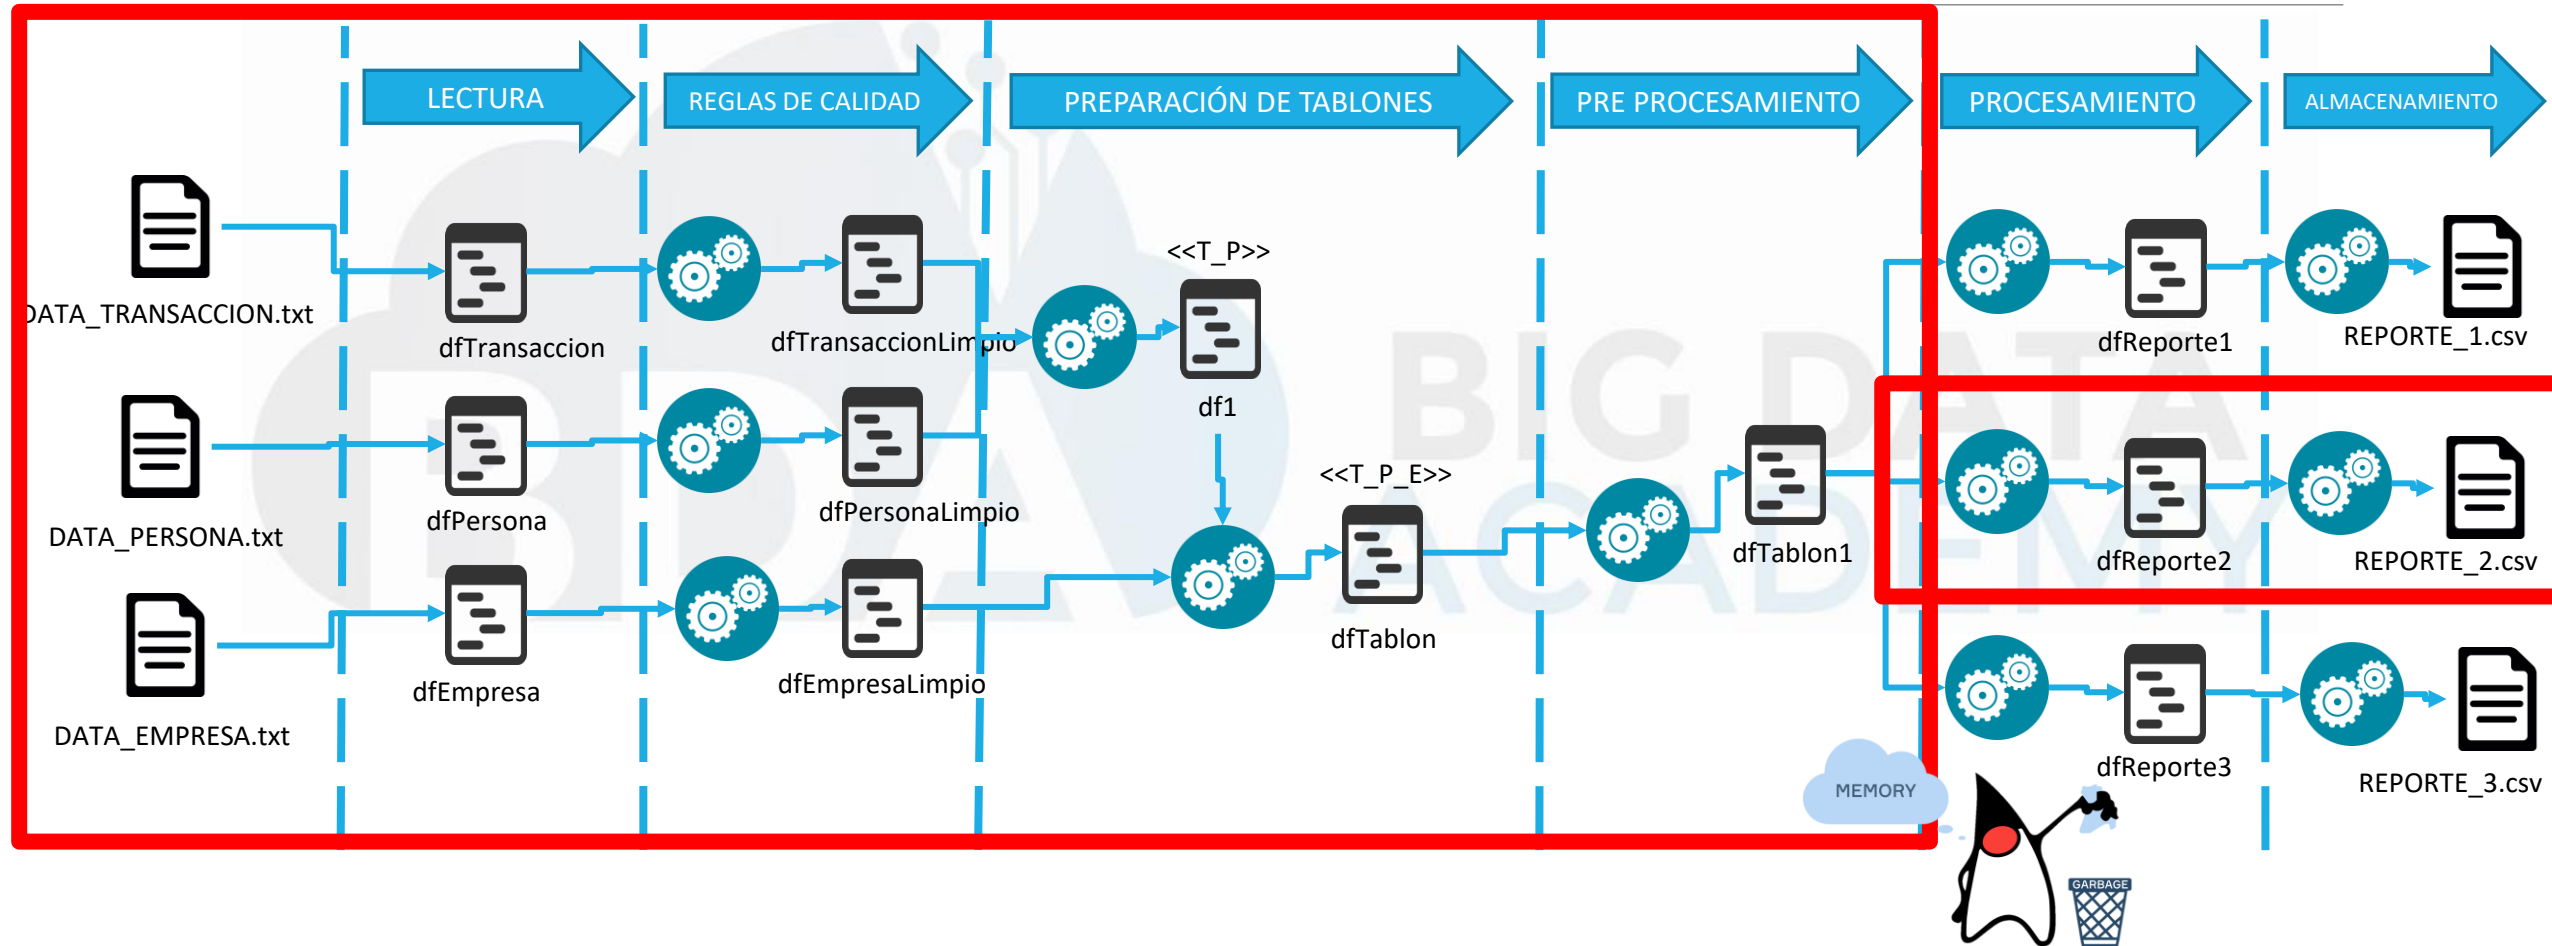 LECTURA
REGLAS DE CALIDAD
PREPARACIÓN DE TABLONES
PRE PROCESAMIENTO
PROCESAMIENTO
ALMACENAMIENTO
DATA_TRANSACCION.txt
dfTransaccion
dfTransaccionLimpio
<<T_P>>
df1
dfReporte1
REPORTE_1.csv
DATA_PERSONA.txt
dfPersona
dfPersonaLimpio
<<T_P_E>>
dfTablon
dfTablon1
dfReporte2
REPORTE_2.csv
DATA_EMPRESA.txt
dfEmpresa
dfEmpresaLimpio
dfReporte3
REPORTE_3.csv
MEMORY
GARBAGE
BDA
BIG DATA
ACADEMY